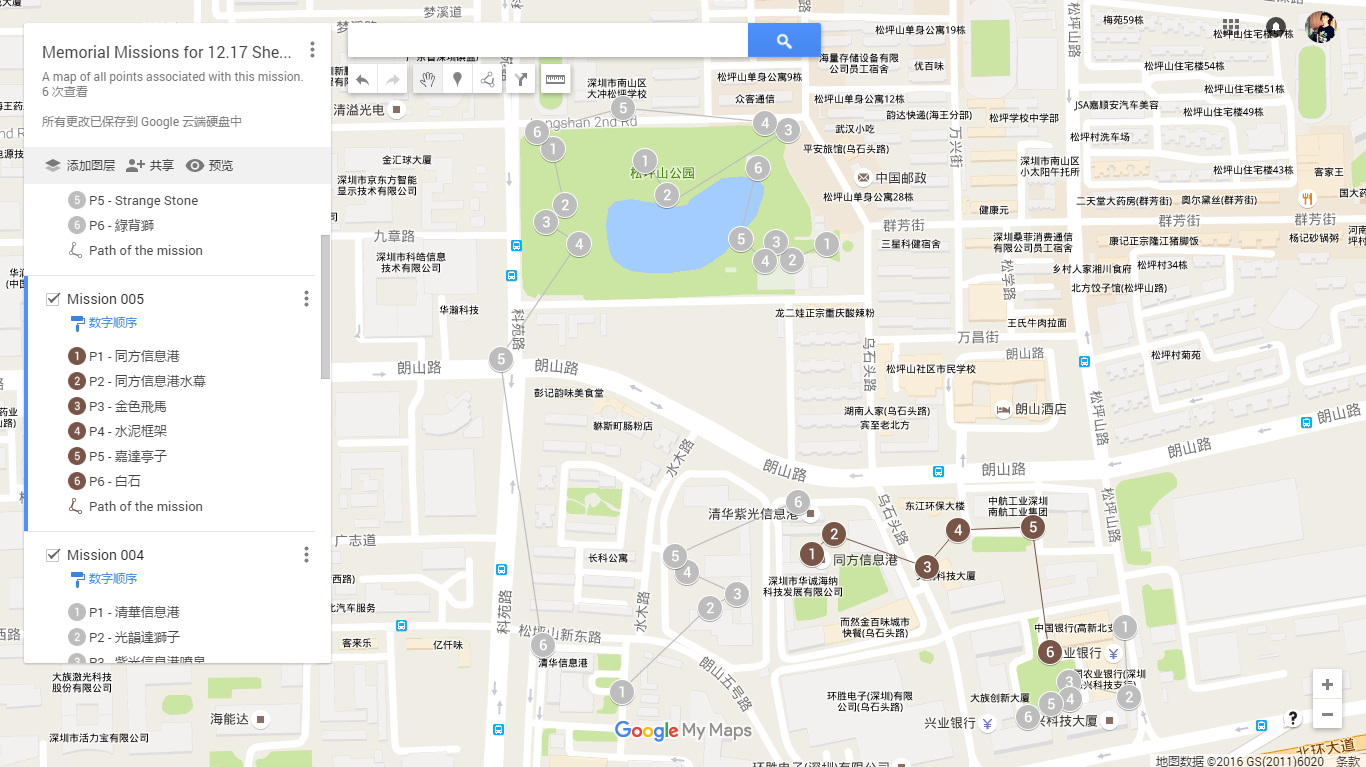 Memorial Missions for 12.17 She...
A map of all points associated with this mission.
6 次查看
所有更改已保存到 Google 云端硬盘中
添加图层
共享
预览
5 P5 - Strange Stone
6 P6 - 綠背獅
Path of the mission
Mission 005
数字顺序
1 P1 - 同方信息港
2 P2 - 同方信息港水幕
3 P3 - 金色飛馬
4 P4 - 水泥框架
5 P5 - 嘉達亭子
6 P6 - 白石
Path of the mission
Mission 004
数字顺序
1 P1 - 清華信息港
2 P2 - 光韻達獅子
3 P3 - 紫光信息港噴泉
梦溪道
松坪山路
梅苑59栋
松坪山住宅楼54栋
松坪山住宅楼51栋
松坪山住宅楼49栋
松坪山单身公寓19栋
海量存储设备有限
公司员工宿舍
优百味
松坪山单身公寓9栋
深圳市南山区
大冲松坪学校
众客通信
松坪山单身公寓12栋
韵达快递(海王分部)
JSA嘉顺安汽车美容
松坪学校中学部
松坪村洗车场
清溢光电
Langshan 2nd Rd
武汉小吃
平安旅馆(乌石头路)
万兴街
深圳市南山区
小太阳午托所
松坪山住宅楼43栋
客家王
金汇球大厦
深圳市京东方智能
显示技术有限公司
松坪山公园
中国邮政
松坪山单身公寓28栋
健康元
二天堂大药房(群芳街)
奥尔黛丝(群芳街)
群芳街
群芳街
群芳街
九章路
深圳市科皓信息
技术有限公司
三星科健宿舍
深圳桑菲消费通信
有限公司员工宿舍
康记正宗隆江猪脚饭
杨记砂锅粥
乡村人家湘川食府
松坪村34栋
松学路
北方饺子馆(松坪山路)
华瀚科技
科苑路
龙二娃正宗重庆酸辣粉
王氏牛肉拉面
万昌街
乌石头路
朗山路
松坪村菊苑
朗山路
朗山路
松坪山社区市民学校
彭记韵味美食堂
湖南人家(乌石头路)
宾至老北方
朗山酒店
松坪山路
朗山路
躺斯町肠粉店
水木路
朗山路
朗山路
清华紫光信息港
乌石头路
东江环保大楼
中航工业深圳
南航工业集团
松坪山路
广志道
长科公寓
同方信息港
深圳市华诚海纳
科技发展有限公司
科苑路
水木路
而然金百味城市
快餐(乌石头路)
中国银行(高新北支
松坪山新东路
客来乐
亿仟味
清华信息港
朗山五号路
大族激光科技
股份有限公司
海能达
深圳市活力宝有限公司
环胜电子(深圳)有限
公司(乌石头路)
大族创新大厦
兴业银行
兴科技大厦
Google My Maps
北环大道
地图数据 ©2016 GS(2011)6020
条款